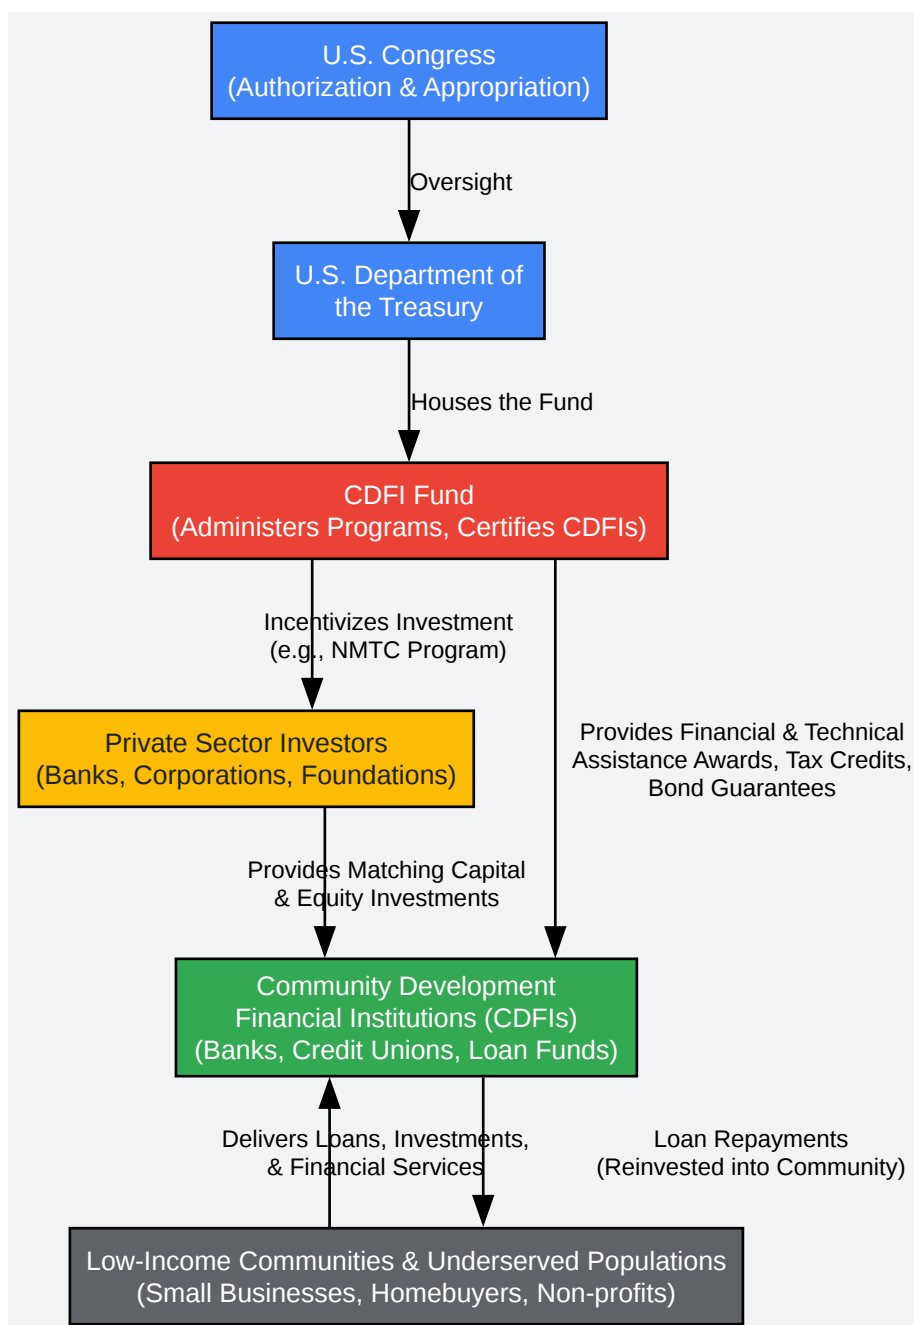 U.S. Congress
(Authorization & Appropriation)
Oversight
U.S. Department of
the Treasury
Houses the Fund
CDFI Fund
(Administers Programs, Certifies CDFIs)
Incentivizes Investment
(e.g., NMTC Program)
Private Sector Investors
(Banks, Corporations, Foundations)
Provides Financial & Technical
Assistance Awards, Tax Credits,
Bond Guarantees
Provides Matching Capital
& Equity Investments
Community Development
Financial Institutions (CDFIs)
(Banks, Credit Unions, Loan Funds)
Delivers Loans, Investments,
& Financial Services
Loan Repayments
(Reinvested into Community)
Low-Income Communities & Underserved Populations
(Small Businesses, Homebuyers, Non-profits)